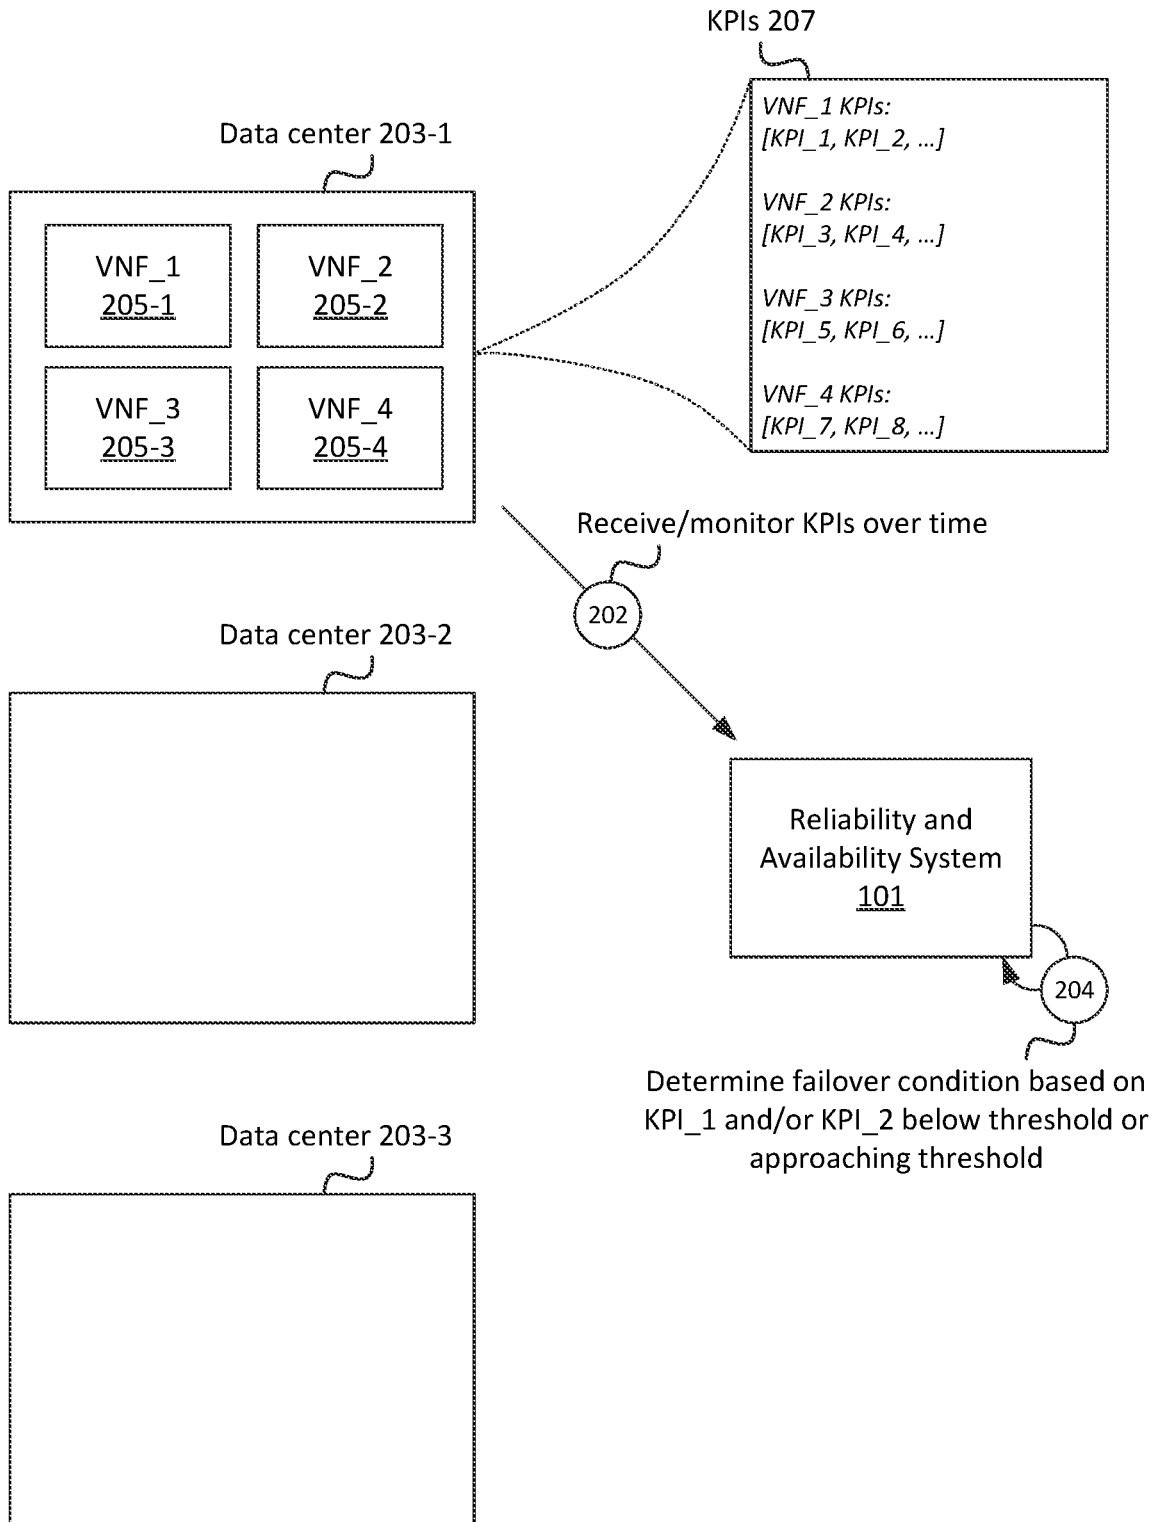 KPIs 207
VNF_1 KPIs:
[KPI_1, KPI_2, ...]
VNF_2 KPIs:
[KPI_3, KPI_4, ...]
VNF_3 KPIs:
[KPI_5, KPI_6, ...]
VNF_4 KPIs:
[KPI_7, KPI_8, ...]
Data center 203-1
VNF_1
205-1
VNF_2
205-2
VNF_3
205-3
VNF_4
205-4
Receive/monitor KPIs over time
202
Data center 203-2
Reliability and
Availability System
101
204
Determine failover condition based on
KPI_1 and/or KPI_2 below threshold or
approaching threshold
Data center 203-3